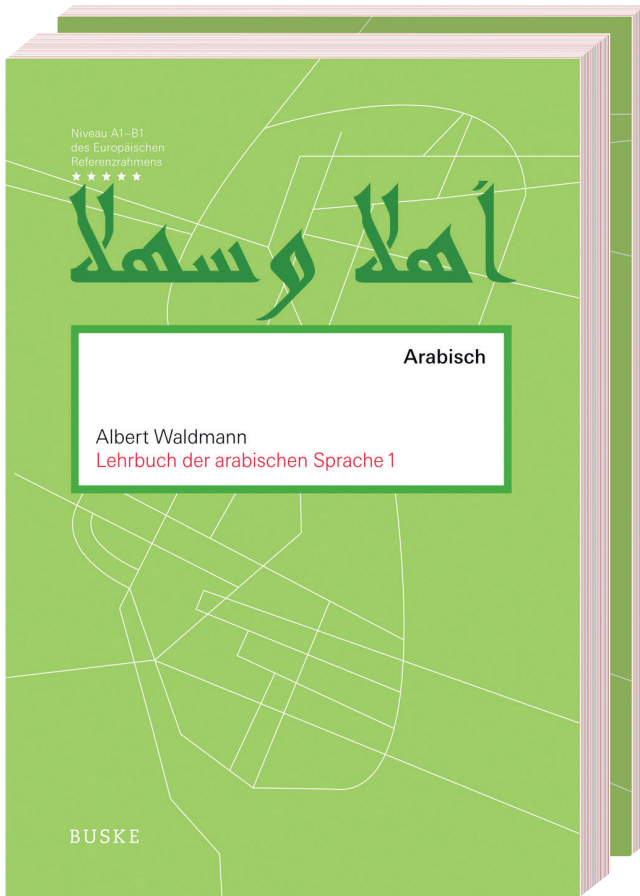 Niveau A1–B1
des Europäischen
Referenzrahmens
أهلا وسهلا
Arabisch
Albert Waldmann
Lehrbuch der arabischen Sprache 1
BUSKE